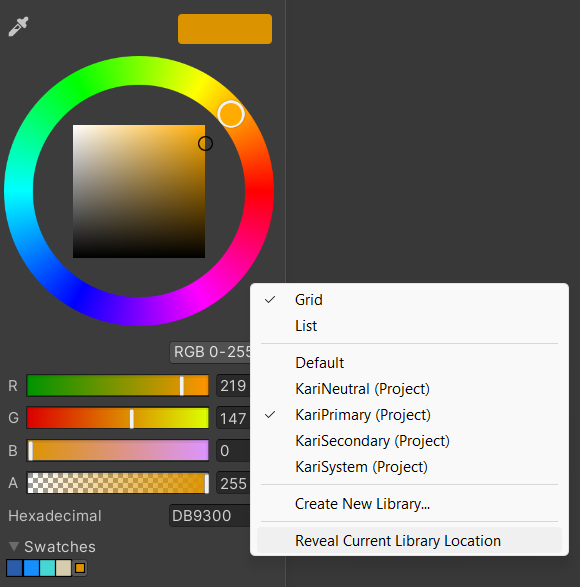 RGB 0-255
R 219
G 147
B 0
A 255
Hexadecimal DB9300
Swatches
Grid
List
Default
KariNeutral (Project)
KariPrimary (Project)
KariSecondary (Project)
KariSystem (Project)
Create New Library...
Reveal Current Library Location